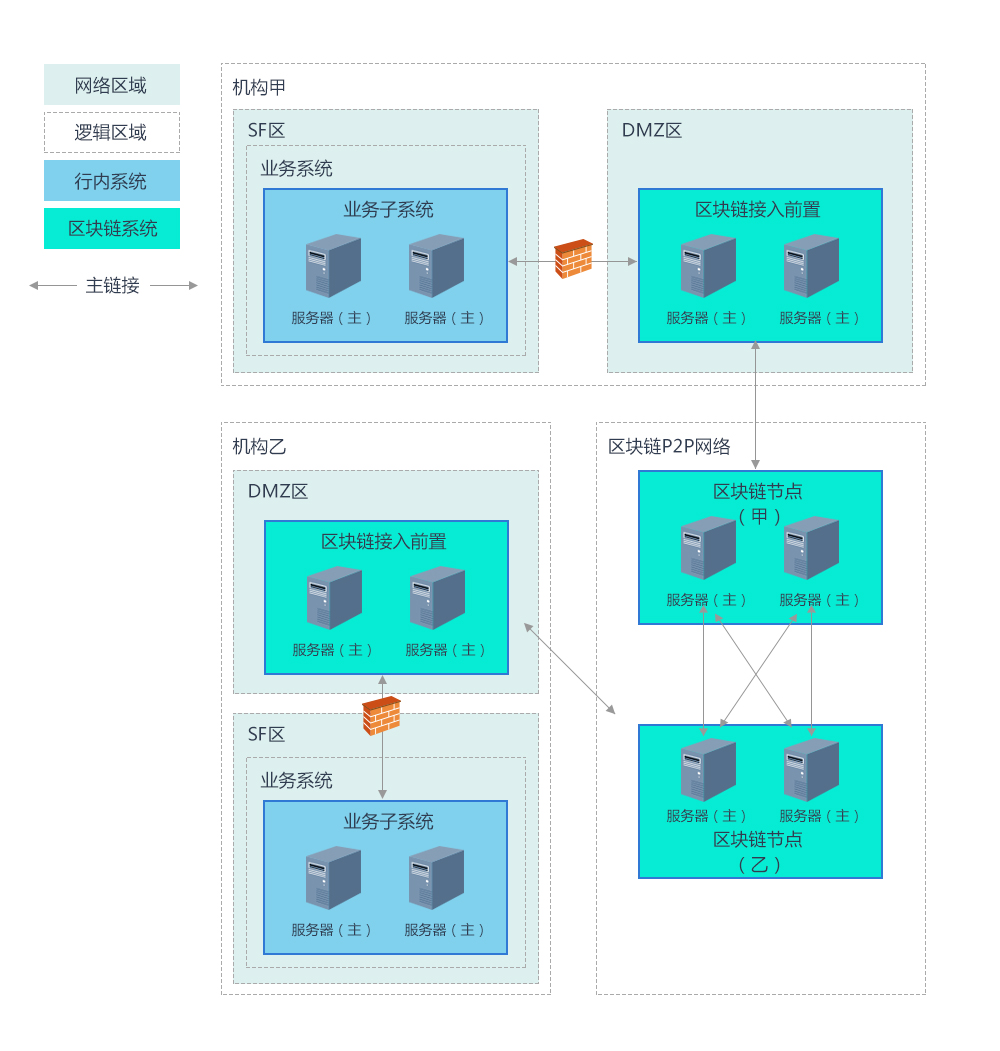 网络区域
逻辑区域
行内系统
区块链系统
主链接
机构甲
SF区
业务系统
业务子系统
服务器（主）
服务器（主）
DMZ区
区块链接入前置
服务器（主）
服务器（主）
机构乙
DMZ区
区块链接入前置
服务器（主）
服务器（主）
SF区
业务系统
业务子系统
服务器（主）
服务器（主）
区块链P2P网络
区块链节点
（甲）
服务器（主）
服务器（主）
服务器（主）
服务器（主）
区块链节点
（乙）